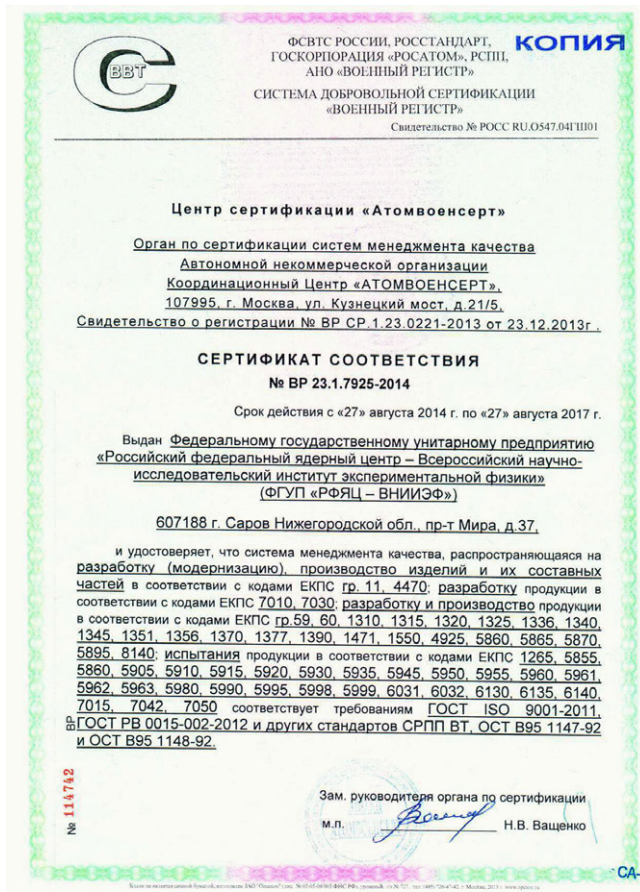 ВВТ
ФСВТС РОССИИ, РОССТАНДАРТ,
КОПИЯ
ГОСКОРПОРАЦИЯ «РОСАТОМ», РСПП,
АНО «ВОЕННЫЙ РЕГИСТР»
СИСТЕМА ДОБРОВОЛЬНОЙ СЕРТИФИКАЦИИ
«ВОЕННЫЙ РЕГИСТР»
Свидетельство № РОСС RU.О547.04ГШ01
Центр сертификации «Атомвоенсерт»
Орган по сертификации систем менеджмента качества
Автономной некоммерческой организации
Координационный Центр «АТОМВОЕНСЕРТ»,
107995, г. Москва, ул. Кузнецкий мост, д.21/5,
Свидетельство о регистрации № ВР СР.1.23.0221-2013 от 23.12.2013г .
СЕРТИФИКАТ СООТВЕТСТВИЯ
№ ВР 23.1.7925-2014
Срок действия с «27» августа 2014 г. по «27» августа 2017 г.
Выдан Федеральному государственному унитарному предприятию
«Российский федеральный ядерный центр – Всероссийский научно-
исследовательский институт экспериментальной физики»
(ФГУП «РФЯЦ – ВНИИЭФ»)
607188 г. Саров Нижегородской обл., пр-т Мира, д.37,
и удостоверяет, что система менеджмента качества, распространяющаяся на
разработку (модернизацию), производство изделий и их составных
частей в соответствии с кодами ЕКПС гр. 11, 4470; разработку продукции в
соответствии с кодами ЕКПС 7010, 7030; разработку и производство продукции
в соответствии с кодами ЕКПС гр.59, 60, 1310, 1315, 1320, 1325, 1336, 1340,
1345, 1351, 1356, 1370, 1377, 1390, 1471, 1550, 4925, 5860, 5865, 5870,
5895, 8140; испытания продукции в соответствии с кодами ЕКПС 1265, 5855,
5860, 5905, 5910, 5915, 5920, 5930, 5935, 5945, 5950, 5955, 5960, 5961,
5962, 5963, 5980, 5990, 5995, 5998, 5999, 6031, 6032, 6130, 6135, 6140,
7015, 7042, 7050 соответствует требованиям ГОСТ ISO 9001-2011,
ГОСТ РВ 0015-002-2012 и других стандартов СРПП ВТ, ОСТ В95 1147-92
и ОСТ В95 1148-92.
ВР
№ 114742
Зам. руководителя органа по сертификации
м.п.
Н.В. Ващенко
СД-